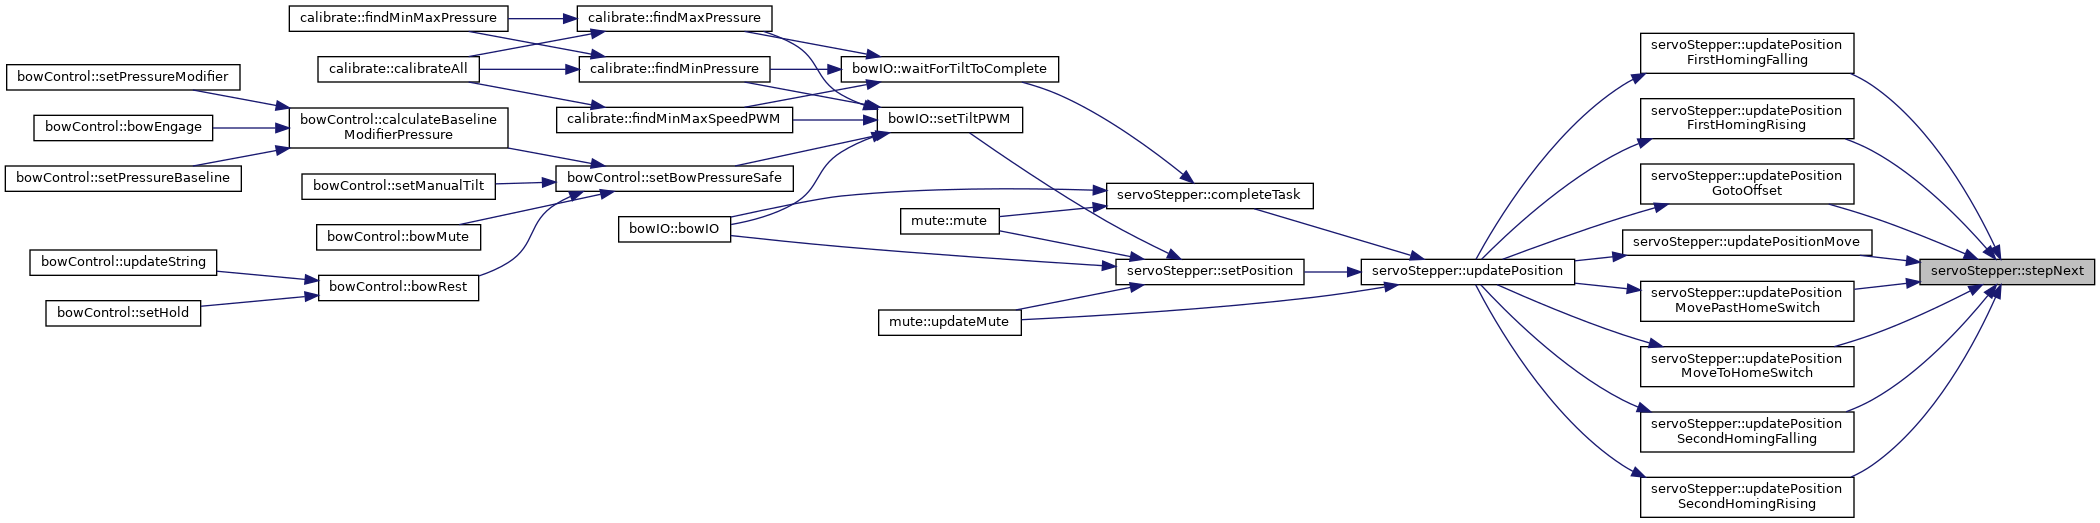 calibrate::findMinMaxPressure
calibrate::findMaxPressure
servoStepper::updatePosition
FirstHomingFalling
bowControl::setPressureModifier
calibrate::calibrateAll
calibrate::findMinPressure
bowIO::waitForTiltToComplete
bowControl::bowEngage
bowControl::calculateBaseline
ModifierPressure
calibrate::findMinMaxSpeedPWM
bowIO::setTiltPWM
servoStepper::updatePosition
FirstHomingRising
bowControl::setPressureBaseline
bowControl::setManualTilt
bowControl::setBowPressureSafe
servoStepper::updatePosition
GotoOffset
servoStepper::completeTask
bowControl::bowMute
bowIO::bowIO
mute::mute
servoStepper::updatePositionMove
bowControl::updateString
bowControl::bowRest
servoStepper::setPosition
servoStepper::updatePosition
servoStepper::stepNext
bowControl::setHold
mute::updateMute
servoStepper::updatePosition
MovePastHomeSwitch
servoStepper::updatePosition
MoveToHomeSwitch
servoStepper::updatePosition
SecondHomingFalling
servoStepper::updatePosition
SecondHomingRising